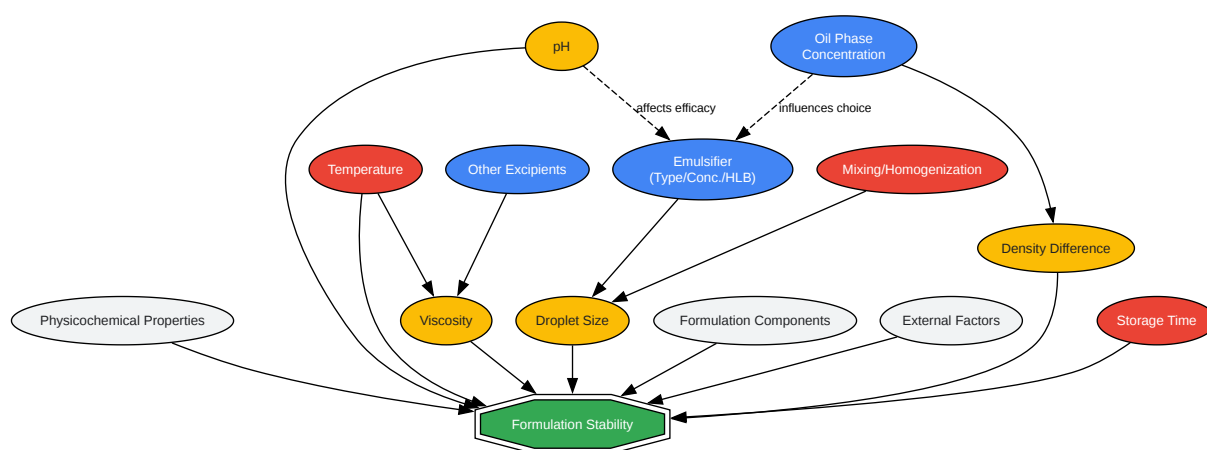 pH
Oil Phase
Concentration
affects efficacy
influences choice
Temperature
Other Excipients
Emulsifier
(Type/Conc./HLB)
Mixing/Homogenization
Density Difference
Physicochemical Properties
Viscosity
Droplet Size
Formulation Components
External Factors
Storage Time
Formulation Stability